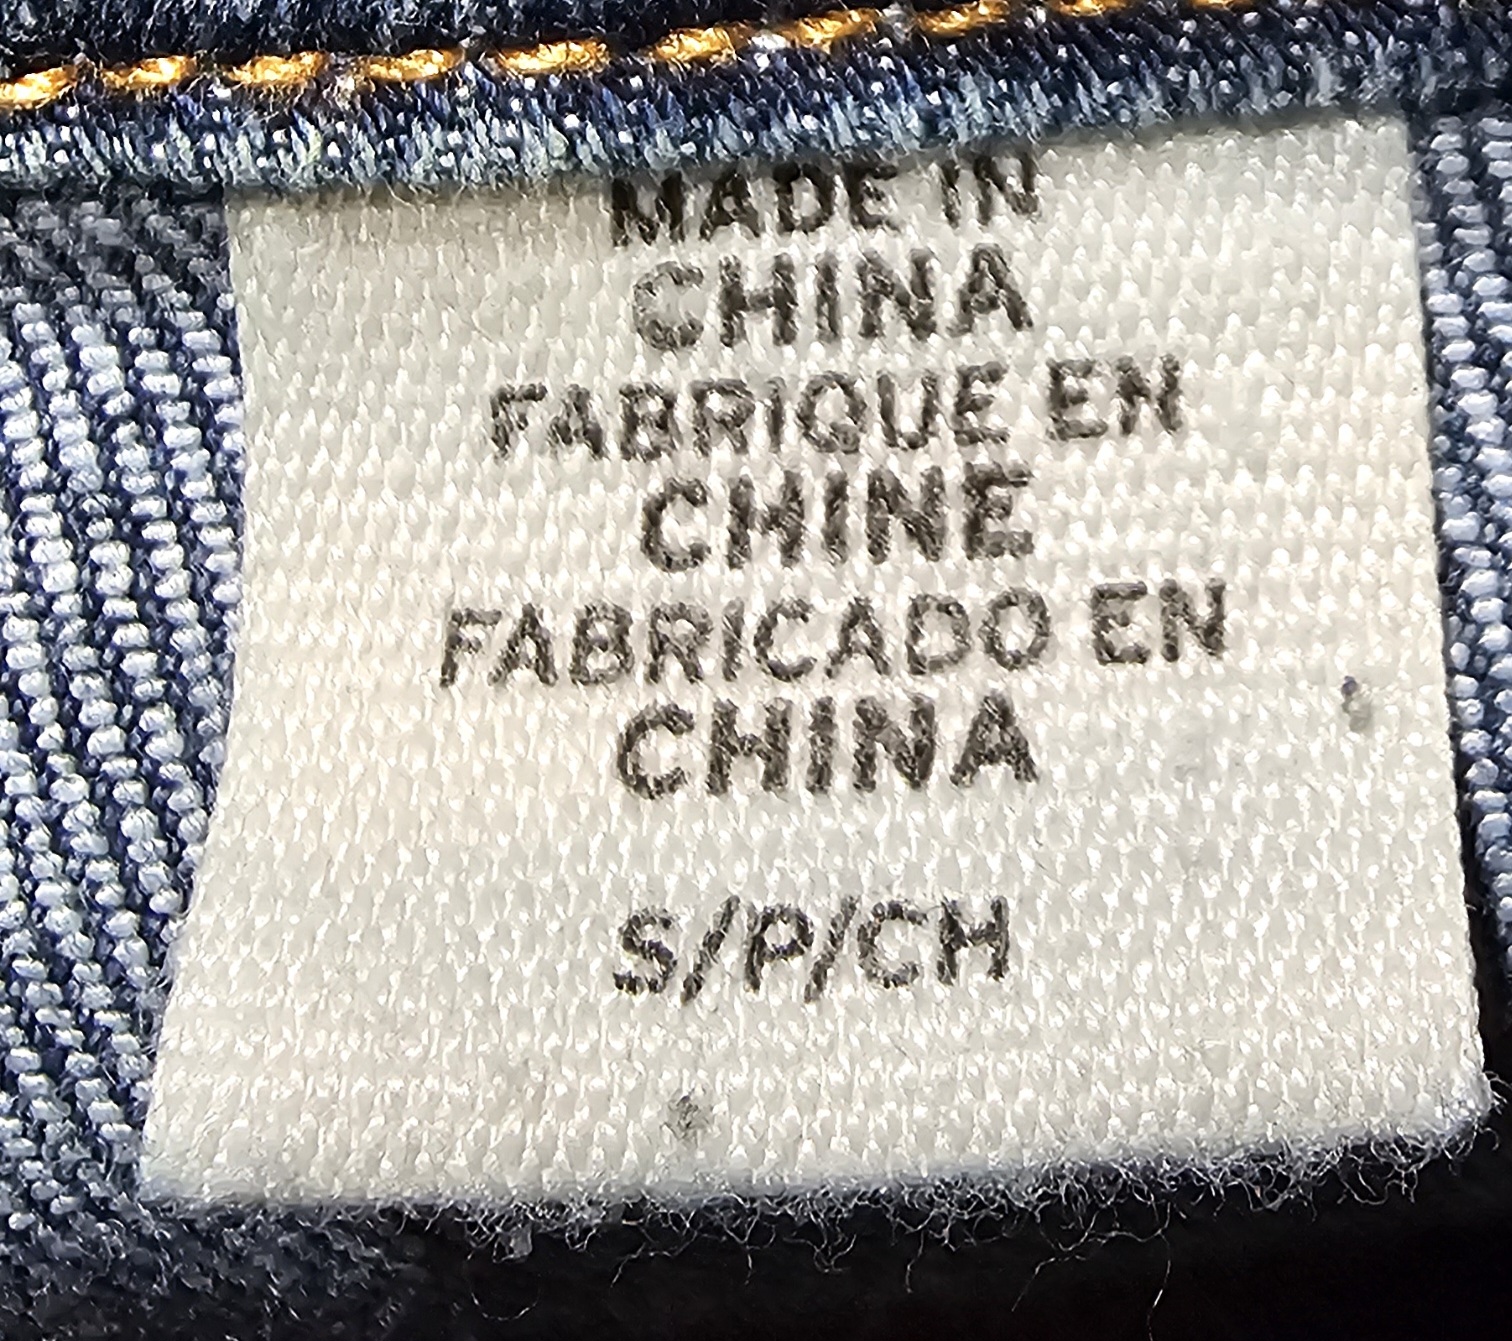 MADE IN
CHINA
FABRIQUE EN
CHINE
FABRICADO EN
CHINA
S/P/CH